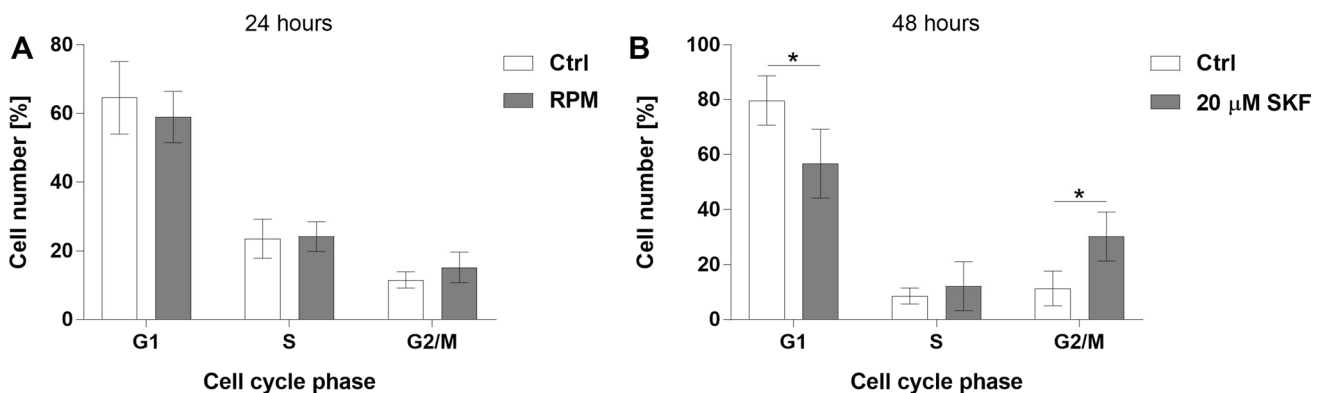 24 hours
A
Cell number [%]
80
60
40
20
0
G1 S G2/M
Cell cycle phase
Ctrl
RPM
48 hours
B
Cell number [%]
100
80
60
40
20
0
*
*
G1 S G2/M
Cell cycle phase
Ctrl
20 μM SKF